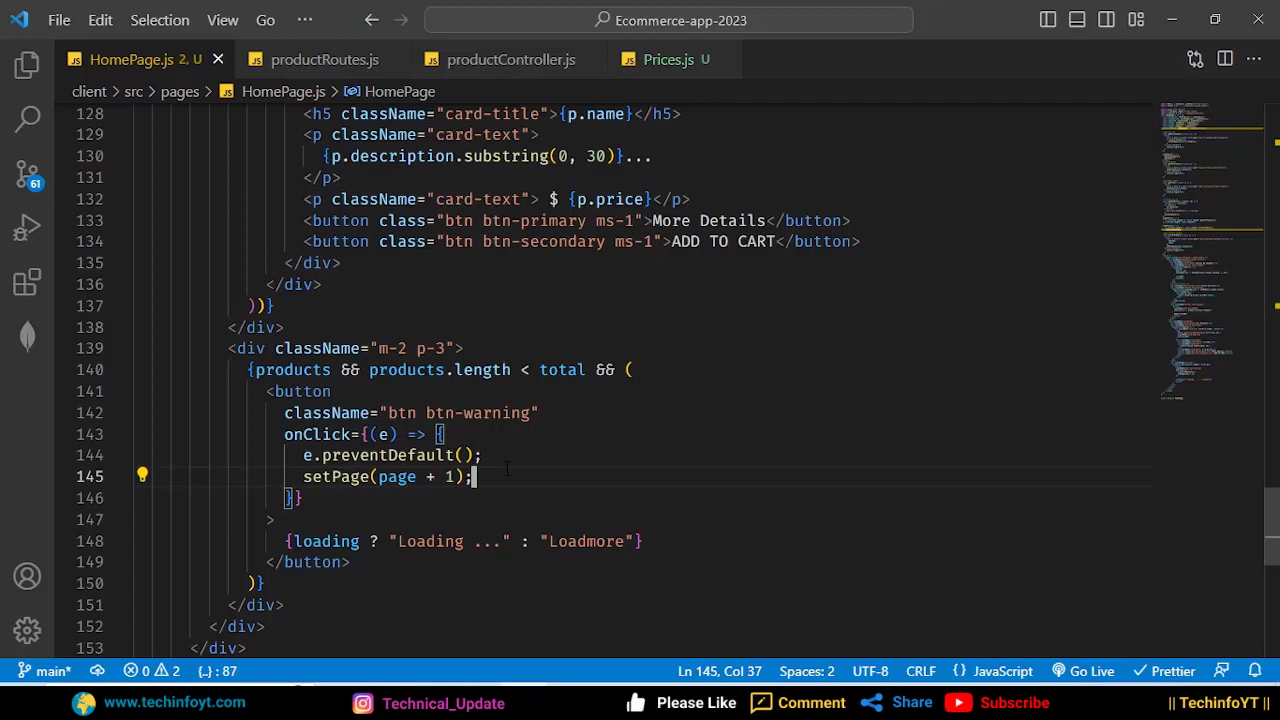 File Edit Selection View Go ··· Ecommerce-app-2023
HomePage.js 2, U productRoutes.js productController.js Prices.js U
client > src > pages > HomePage.js > HomePage
128 <h5 className="card-title">{p.name}</h5>
129 <p className="card-text">
130 {p.description.substring(0, 30)}...
131 </p>
132 <p className="card-text"> $ {p.price}</p>
133 <button class="btn btn-primary ms-1">More Details</button>
134 <button class="btn btn-secondary ms-1">ADD TO CART</button>
135 </div>
136 </div>
137 ))}
138 </div>
139 <div className="m-2 p-3">
140 {products && products.length < total && (
141 <button
142 className="btn btn-warning"
143 onClick={(e) => {
144 e.preventDefault();
145 setPage(page + 1);
146 }}
147 >
148 {loading ? "Loading ..." : "Loadmore"}
149 </button>
150 )}
151 </div>
152 </div>
153 </div>
61
main* 0 2 {..} : 87 Ln 145, Col 37 Spaces: 2 UTF-8 CRLF {} JavaScript Go Live Prettier
www.techinfoyt.com Technical_Update Please Like Comment Share Subscribe || TechinfoYT ||